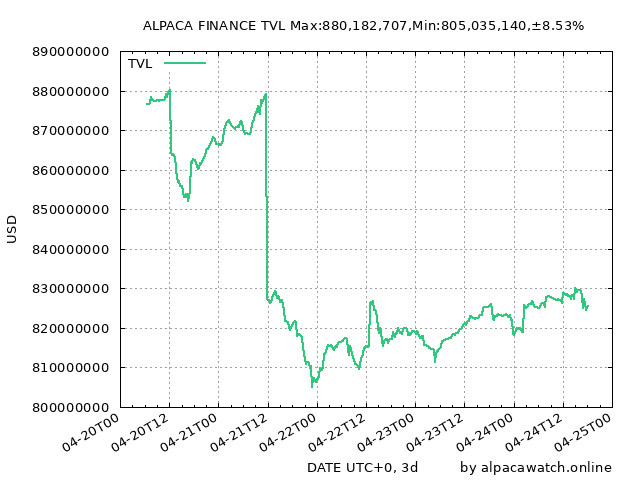 ALPACA FINANCE TVL Max:880,182,707,Min:805,035,140,±8.53%
890000000
TVL
880000000
870000000
860000000
850000000
USD
840000000
830000000
820000000
810000000
800000000
04-20T00
04-20T12
04-21T00
04-21T12
04-22T00
04-22T12
04-23T00
04-23T12
04-24T00
04-24T12
04-25T00
DATE UTC+0, 3d
by alpacawatch.online